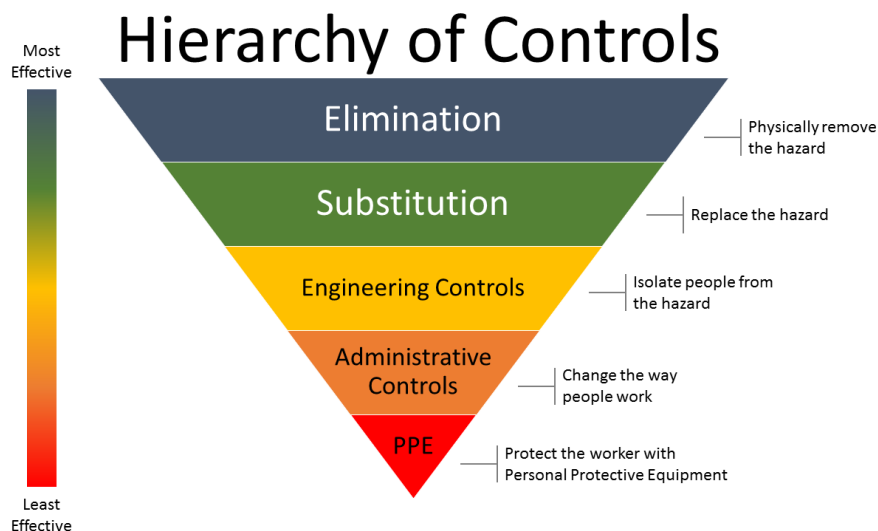 Hierarchy of Controls
Most
Effective
Elimination
Physically remove
the hazard
Substitution
Replace the hazard
Engineering Controls
Isolate people from
the hazard
Administrative
Controls
Change the way
people work
PPE
Protect the worker with
Personal Protective Equipment
Least
Effective